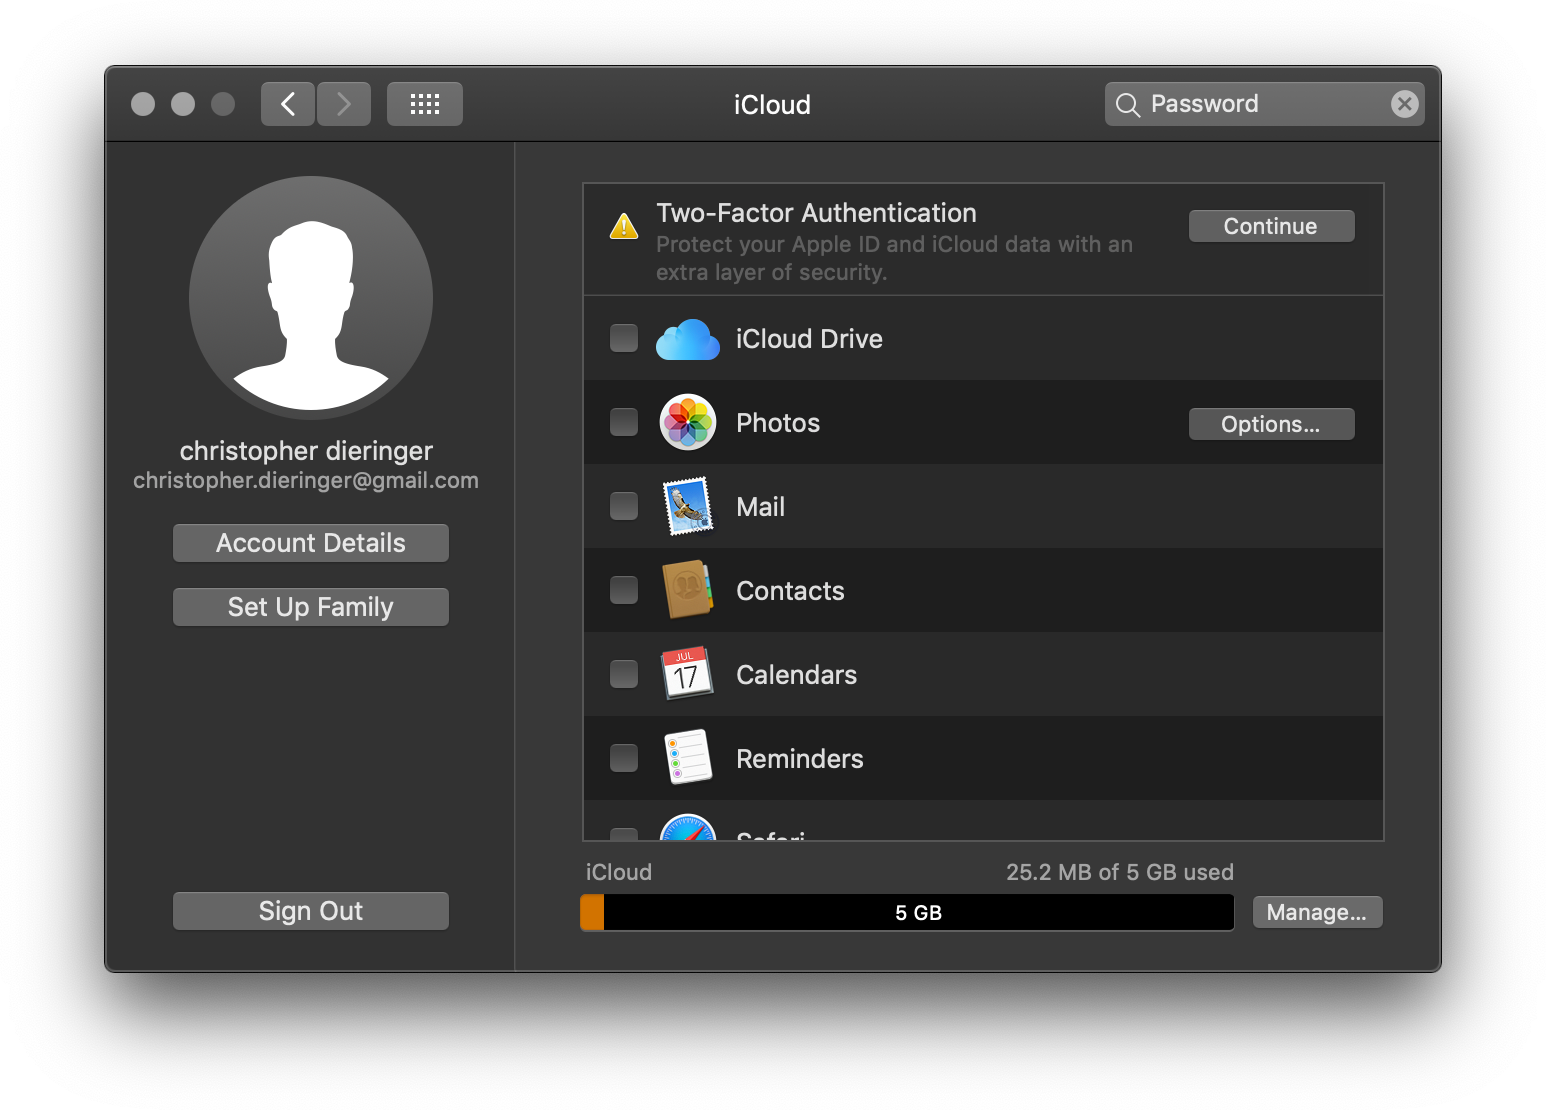 iCloud
Password
christopher dieringer
christopher.dieringer@gmail.com
Account Details
Set Up Family
Sign Out
Two-Factor Authentication
Protect your Apple ID and iCloud data with an
extra layer of security.
Continue
iCloud Drive
Photos
Options...
Mail
Contacts
JUL
17
Calendars
Reminders
Safari
iCloud
25.2 MB of 5 GB used
5 GB
Manage...